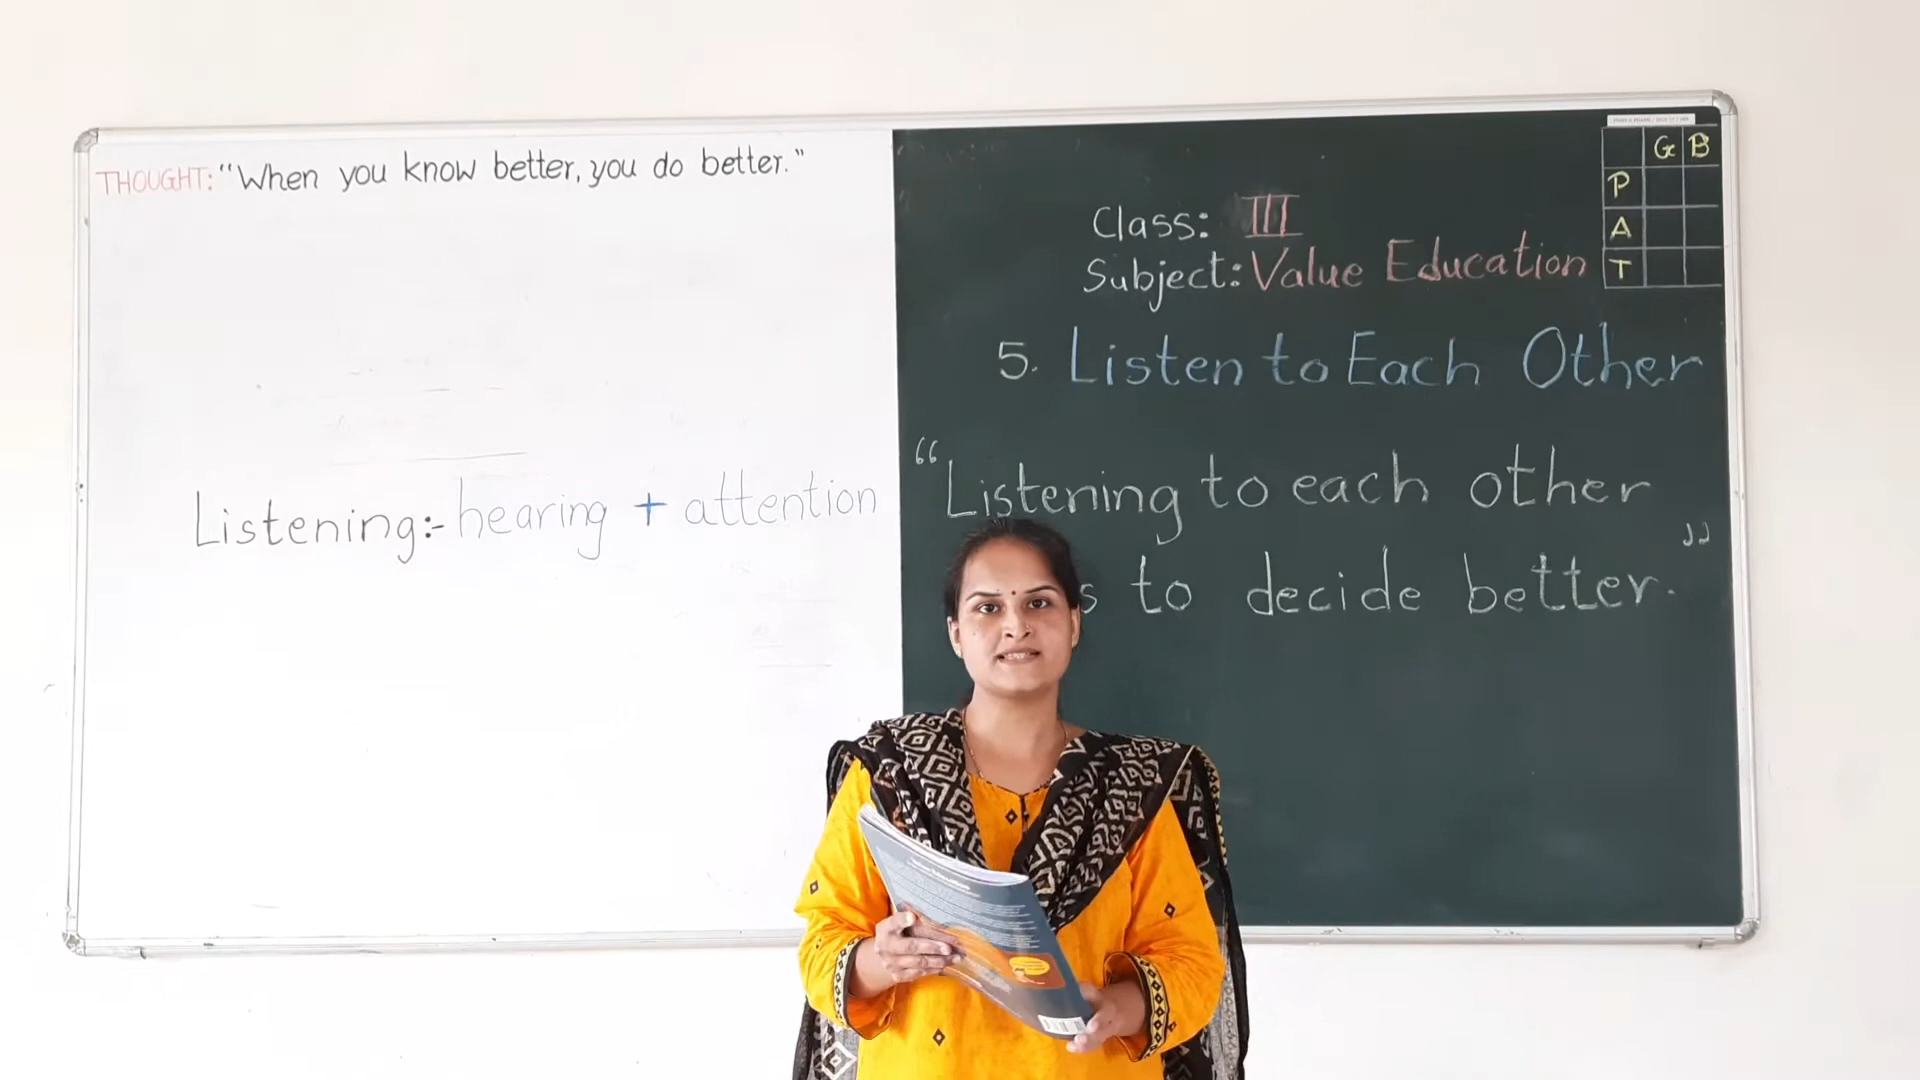 THOUGHT: "When you know better, you do better."
Listening:- hearing + attention
G B
P
A
T
Class: III
Subject: Value Education
5. Listen to Each Other
"Listening to each other
to decide better."